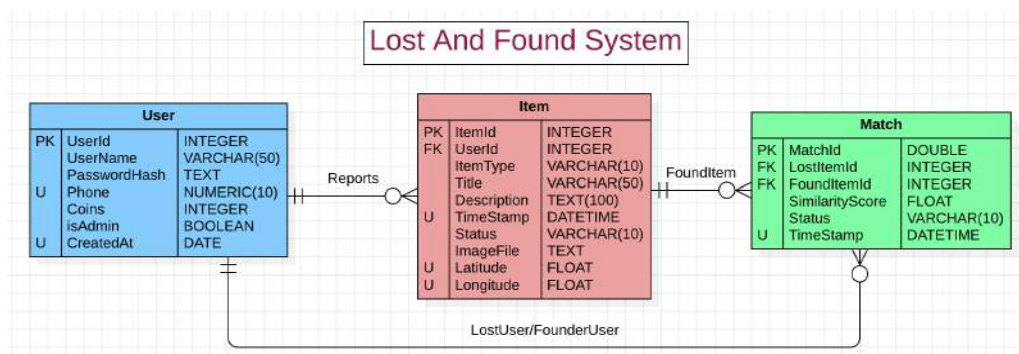 Lost And Found System
User
PK UserId INTEGER
UserName VARCHAR(50)
PasswordHash TEXT
U Phone NUMERIC(10)
Coins INTEGER
isAdmin BOOLEAN
U CreatedAt DATE
Reports
Item
PK ItemId INTEGER
FK UserId INTEGER
ItemType VARCHAR(10)
Title VARCHAR(50)
Description TEXT(100)
U TimeStamp DATETIME
Status VARCHAR(10)
ImageFile TEXT
U Latitude FLOAT
U Longitude FLOAT
FoundItem
Match
PK MatchId DOUBLE
FK LostItemId INTEGER
FK FoundItemId INTEGER
SimilarityScore FLOAT
Status VARCHAR(10)
U TimeStamp DATETIME
LostUser/FounderUser